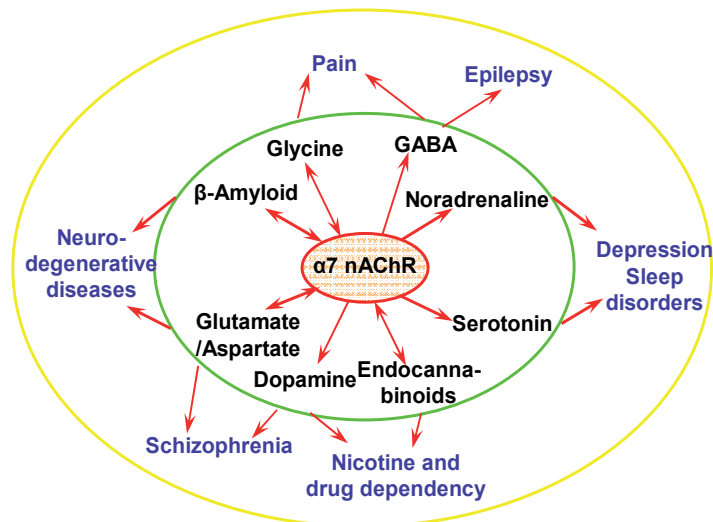 Pain
Epilepsy
Glycine
GABA
β-Amyloid
Noradrenaline
Neuro-
degenerative
diseases
α7 nAChR
Depression
Sleep
disorders
Glutamate
/Aspartate
Serotonin
Dopamine
Endocanna-
binoids
Schizophrenia
Nicotine and
drug dependency